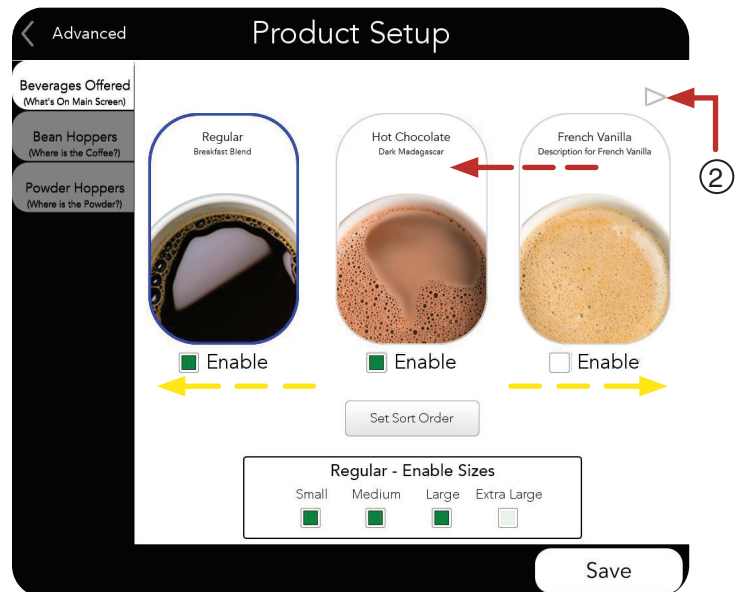 Advanced
Product Setup
Beverages Offered
(What's On Main Screen)
Bean Hoppers
(Where is the Coffee?)
Powder Hoppers
(Where is the Powder?)
2
Regular
Breakfast Blend
Hot Chocolate
Dark Madagascar
French Vanilla
Description for French Vanilla
Enable
Enable
Enable
Set Sort Order
Regular - Enable Sizes
Small Medium Large Extra Large
Save